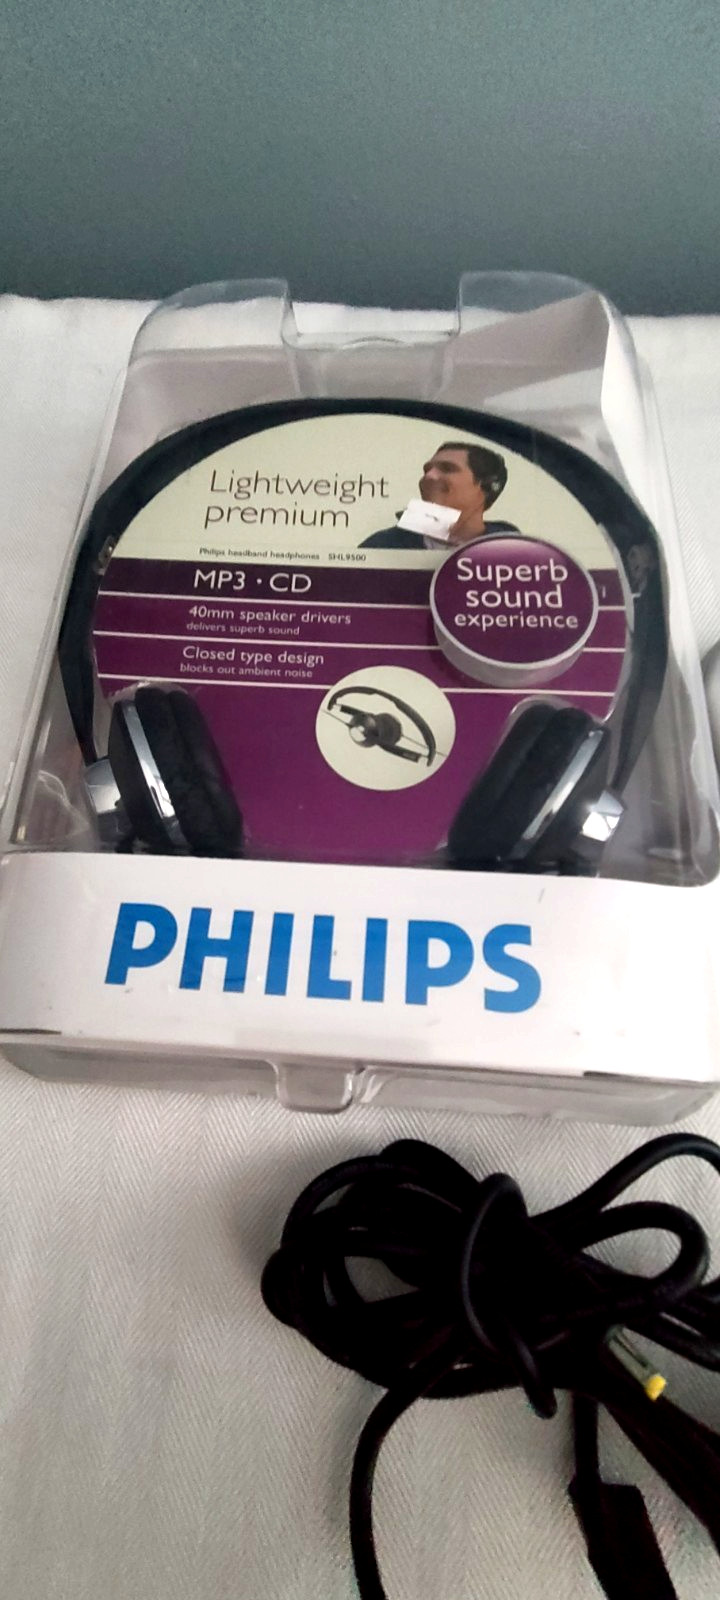 Lightweight
premium
Philips headband headphones SHL9500
MP3 · CD
40mm speaker drivers
delivers superb sound
Closed type design
blocks out ambient noise
Superb
sound
experience
PHILIPS